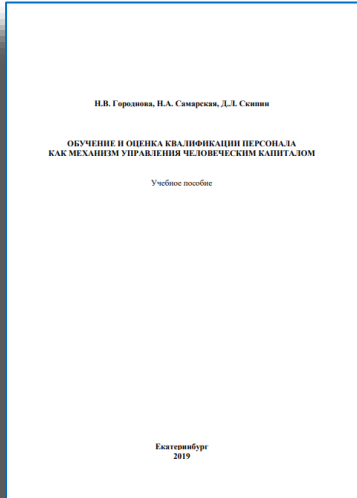 Н.В. Городнова, Н.А. Самарская, Д.Л. Скипин
ОБУЧЕНИЕ И ОЦЕНКА КВАЛИФИКАЦИИ ПЕРСОНАЛА
КАК МЕХАНИЗМ УПРАВЛЕНИЯ ЧЕЛОВЕЧЕСКИМ КАПИТАЛОМ
Учебное пособие
Екатеринбург
2019